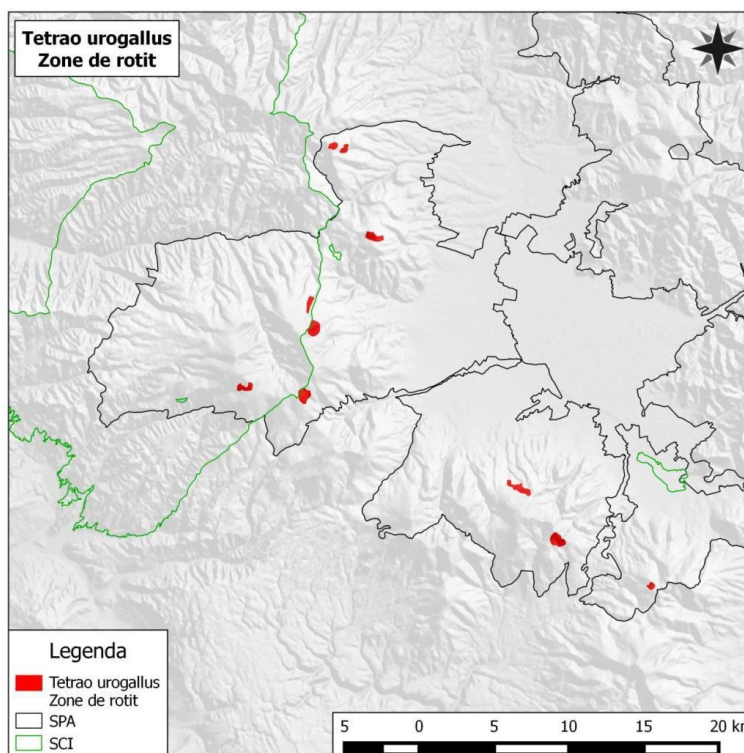 Tetrao urogallus
Zone de rotit
Legenda
Tetrao urogallus
Zone de rotit
SPA
SCI
5 0 5 10 15 20 km